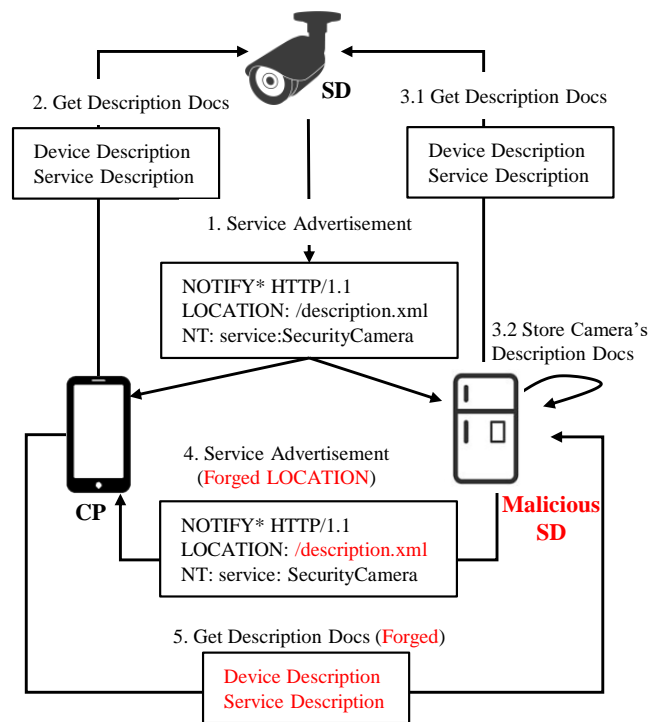 SD
2. Get Description Docs
3.1 Get Description Docs
Device Description
Service Description
Device Description
Service Description
1. Service Advertisement
NOTIFY* HTTP/1.1
LOCATION: /description.xml
NT: service:SecurityCamera
3.2 Store Camera's
Description Docs
4. Service Advertisement
(Forged LOCATION)
CP
Malicious
SD
NOTIFY* HTTP/1.1
LOCATION: /description.xml
NT: service: SecurityCamera
5. Get Description Docs (Forged)
Device Description
Service Description